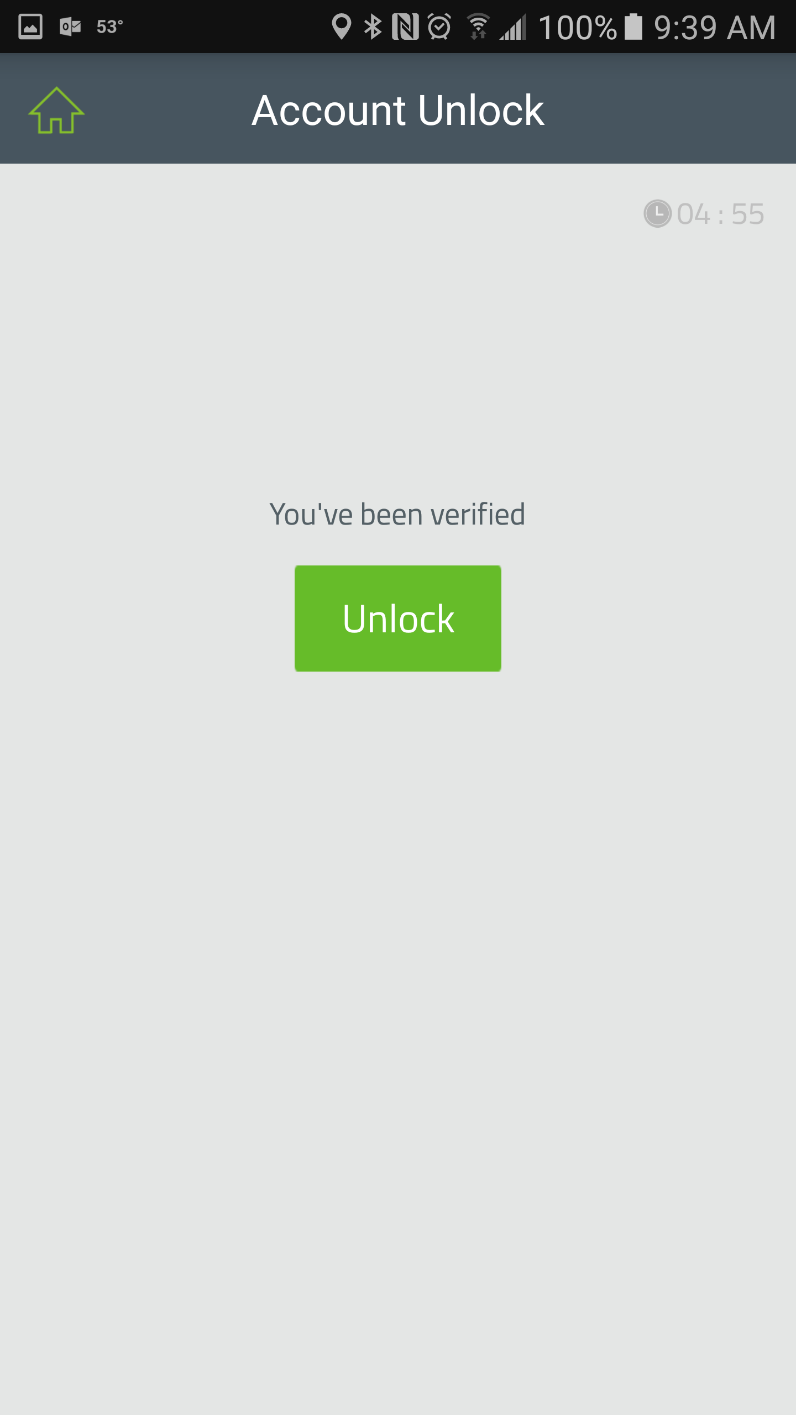 53° 100% 9:39 AM
Account Unlock
04 : 55
You've been verified
Unlock